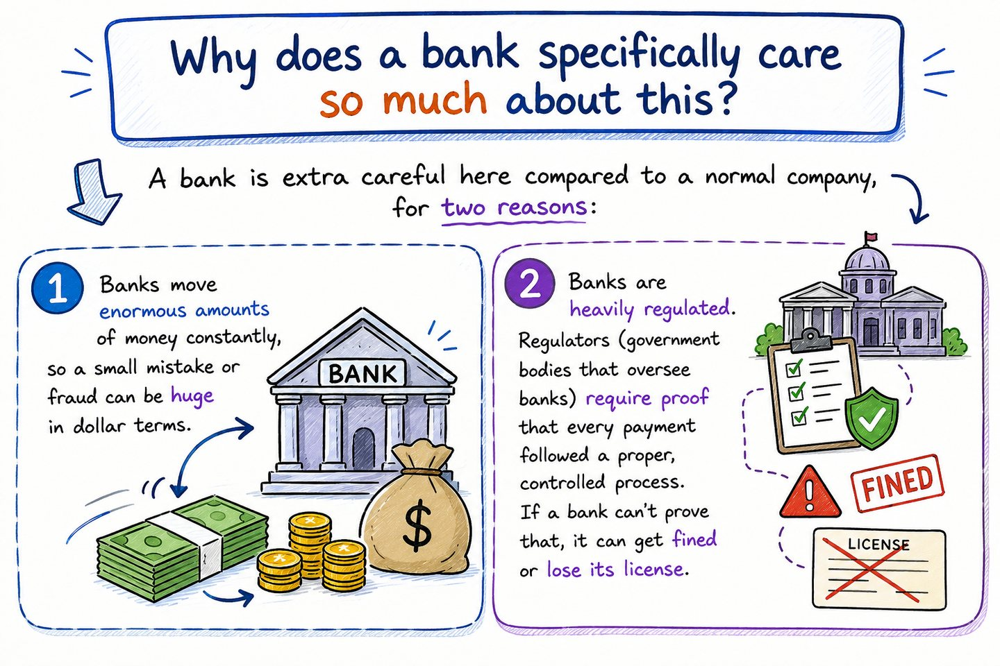 Why does a bank specifically care
so much about this?
A bank is extra careful here compared to a normal company,
for two reasons:
1
Banks move
enormous amounts
of money constantly,
so a small mistake or
fraud can be huge
in dollar terms.
BANK
$
2
Banks are
heavily regulated.
Regulators (government
bodies that oversee
banks) require proof
that every payment
followed a proper,
controlled process.
If a bank can't prove
that, it can get fined
or lose its license.
FINED
LICENSE